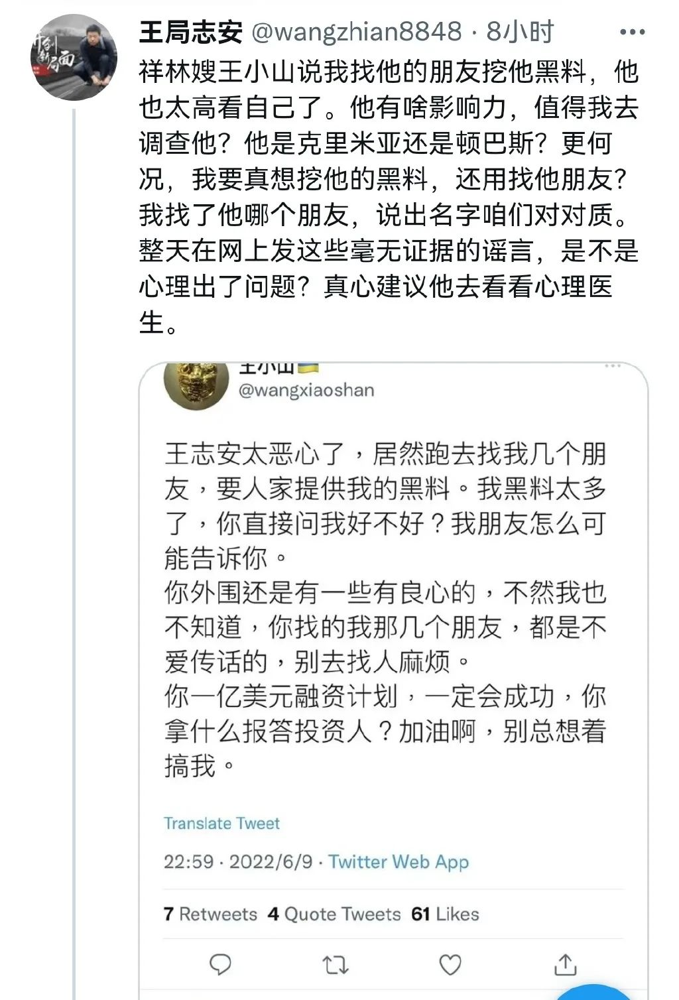 王局志安 @wangzhian8848 · 8小时
祥林嫂王小山说我找他的朋友挖他黑料，他
也太高看自己了。他有啥影响力，值得我去
调查他？他是克里米亚还是顿巴斯？更何
况，我要真想挖他的黑料，还用找他朋友？
我找了他哪个朋友，说出名字咱们对对质。
整天在网上发这些毫无证据的谣言，是不是
心理出了问题？真心建议他去看看心理医
生。
王小山🇺🇦
@wangxiaoshan
王志安太恶心了，居然跑去找我几个朋
友，要人家提供我的黑料。我黑料太多
了，你直接问我好不好？我朋友怎么可
能告诉你。
你外围还是有一些有良心的，不然我也
不知道，你找的我那几个朋友，都是不
爱传话的，别去找人麻烦。
你一亿美元融资计划，一定会成功，你
拿什么报答投资人？加油啊，别总想着
搞我。
Translate Tweet
22:59 · 2022/6/9 · Twitter Web App
7 Retweets 4 Quote Tweets 61 Likes